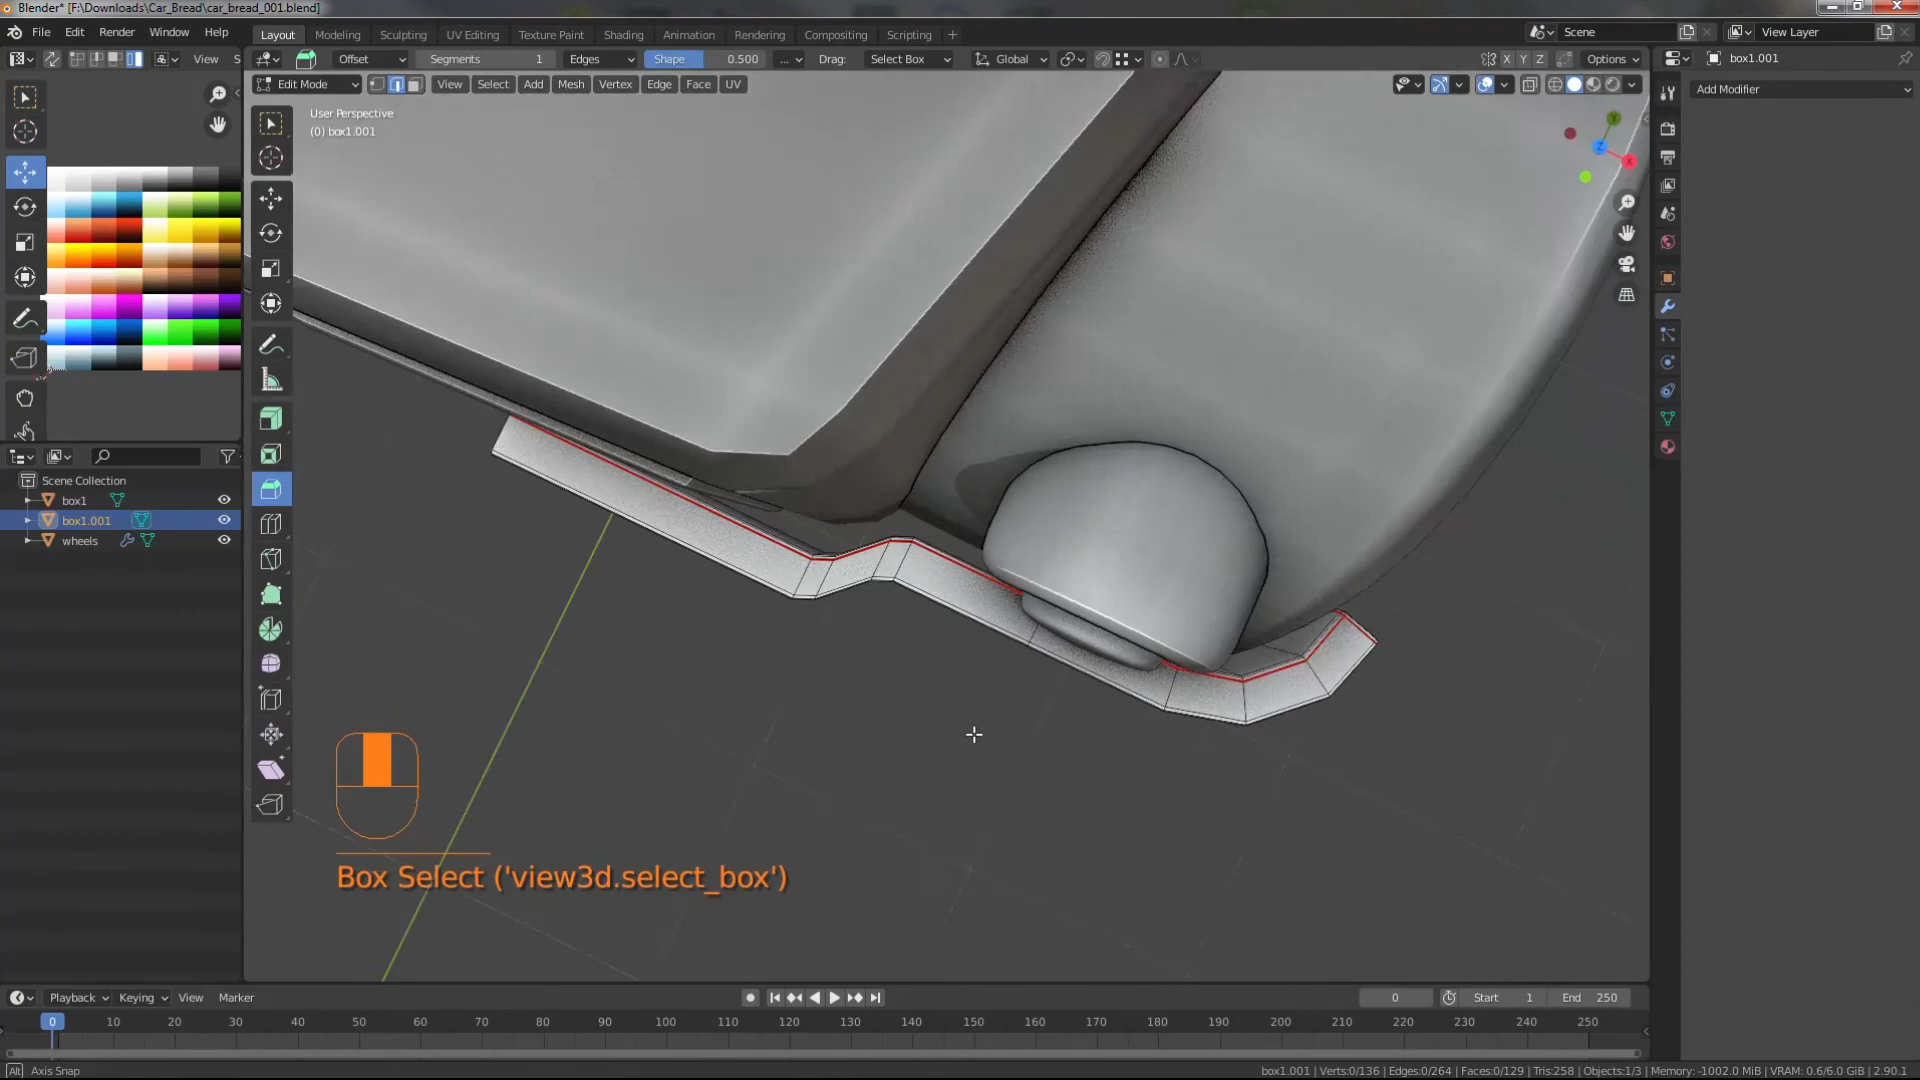 Blender* [F:\Downloads\Car_Bread\car_bread_001.blend]
File Edit Render Window Help
Layout Modeling Sculpting UV Editing Texture Paint Shading Animation Rendering Compositing Scripting +
Scene
View Layer
View S
Offset
Segments 1
Edges
Shape 0.500
...
Drag: Select Box
Global
X Y Z
Options
box1.001
Edit Mode
View Select Add Mesh Vertex Edge Face UV
Add Modifier
User Perspective
(0) box1.001
Y
Z
X
Scene Collection
box1
box1.001
wheels
Box Select ('view3d.select_box')
Playback Keying View Marker
0
Start 1
End 250
0 10 20 30 40 50 60 70 80 90 100 110 120 130 140 150 160 170 180 190 200 210 220 230 240 250
Alt Axis Snap
box1.001 | Verts:0/136 | Edges:0/264 | Faces:0/129 | Tris:258 | Objects:1/3 | Memory: -1002.0 MiB | VRAM: 0.6/6.0 GiB | 2.90.1